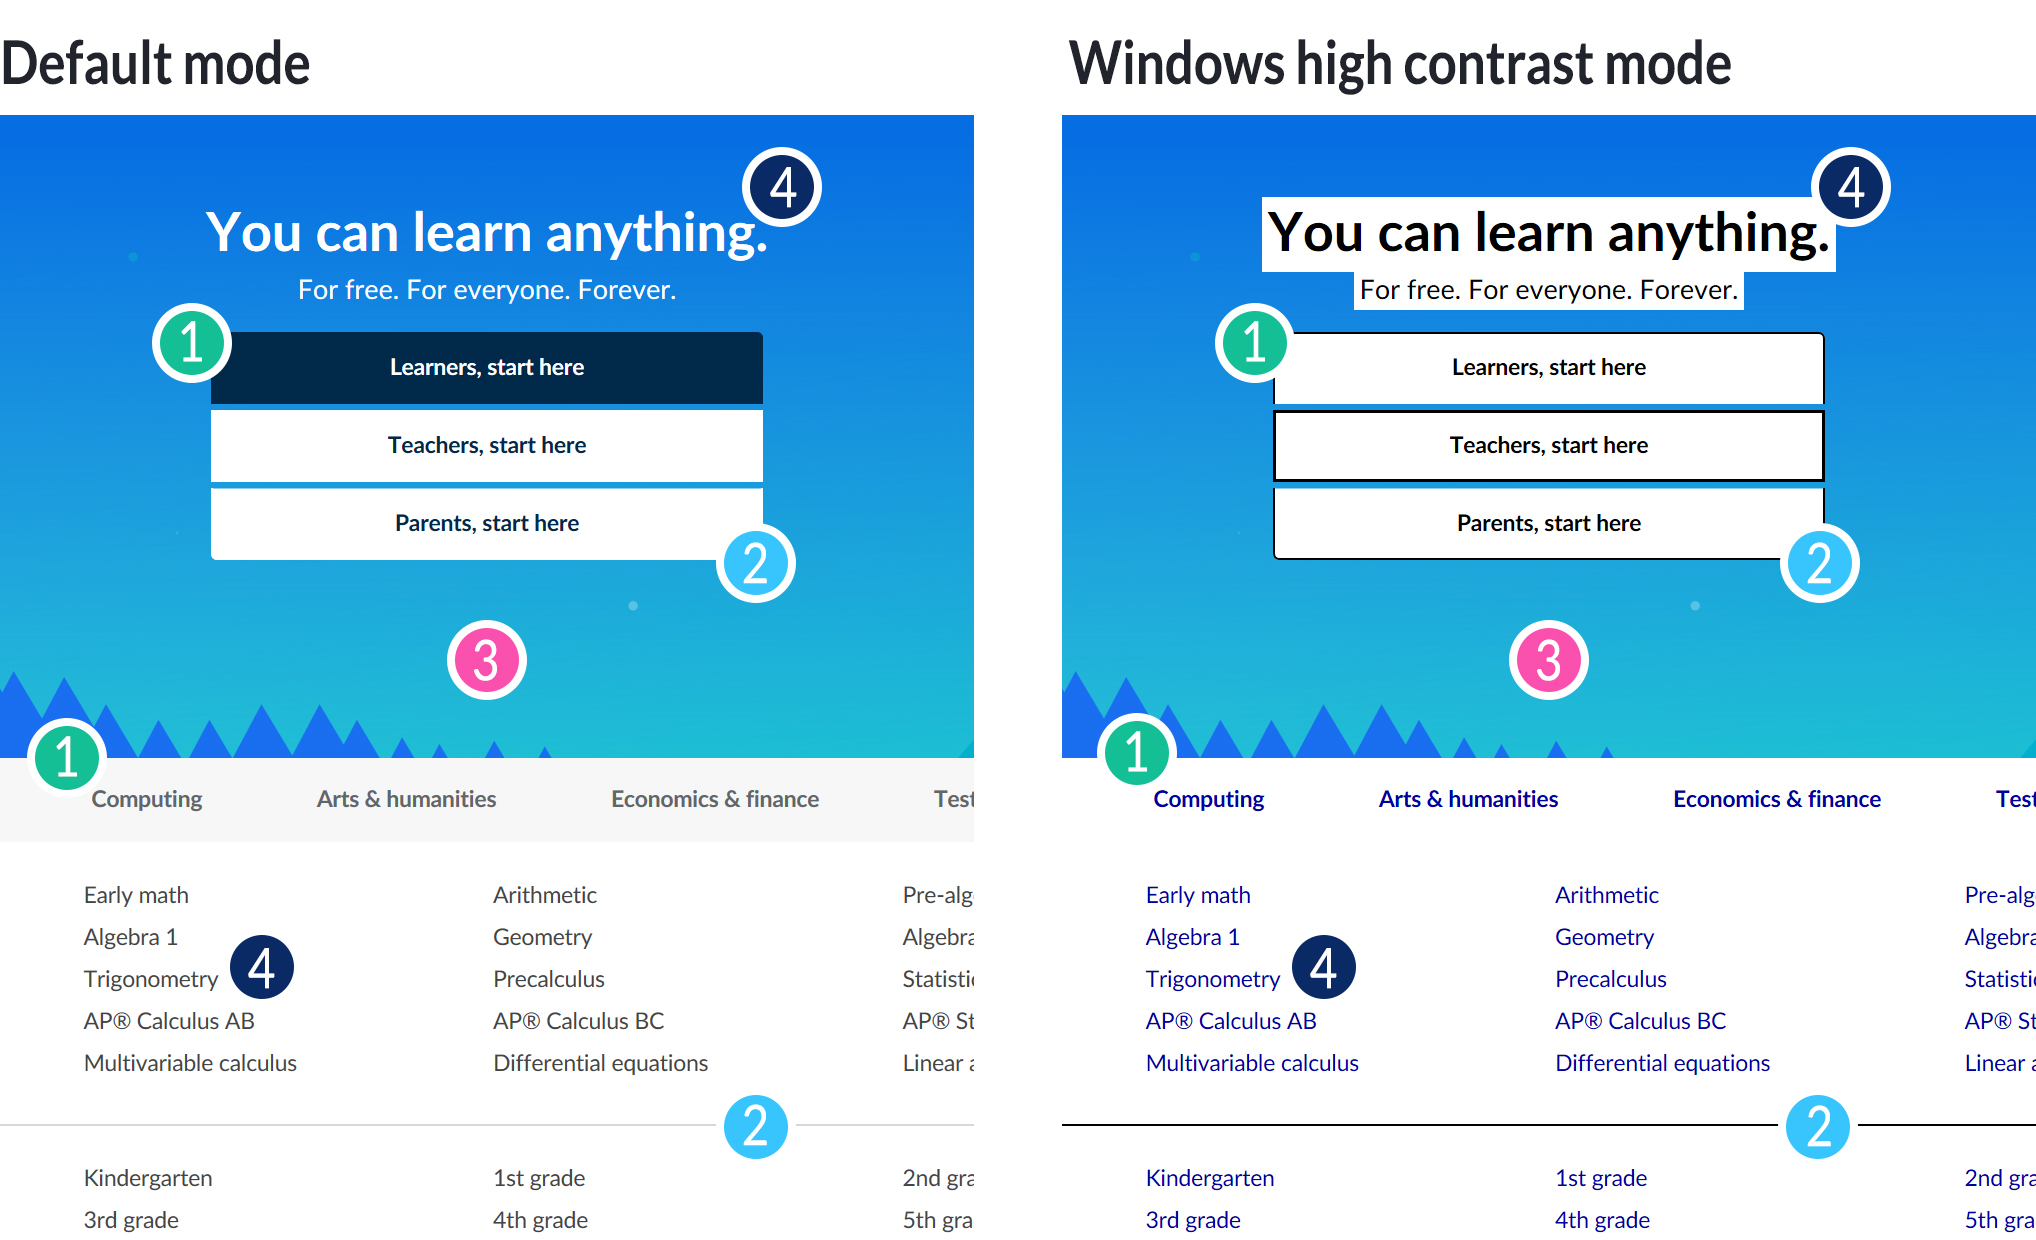 Default mode
4
You can learn anything.
For free. For everyone. Forever.
1
Learners, start here
Teachers, start here
Parents, start here
2
3
1
Computing Arts & humanities Economics & finance Test
Early math Arithmetic Pre-alg
Algebra 1 Geometry Algebra
4
Trigonometry Precalculus Statisti
AP® Calculus AB AP® Calculus BC AP® St
Multivariable calculus Differential equations Linear a
2
Kindergarten 1st grade 2nd gra
3rd grade 4th grade 5th gra
Windows high contrast mode
4
You can learn anything.
For free. For everyone. Forever.
1
Learners, start here
Teachers, start here
Parents, start here
2
3
1
Computing Arts & humanities Economics & finance Test
Early math Arithmetic Pre-alg
Algebra 1 Geometry Algebra
4
Trigonometry Precalculus Statisti
AP® Calculus AB AP® Calculus BC AP® St
Multivariable calculus Differential equations Linear a
2
Kindergarten 1st grade 2nd gra
3rd grade 4th grade 5th gra